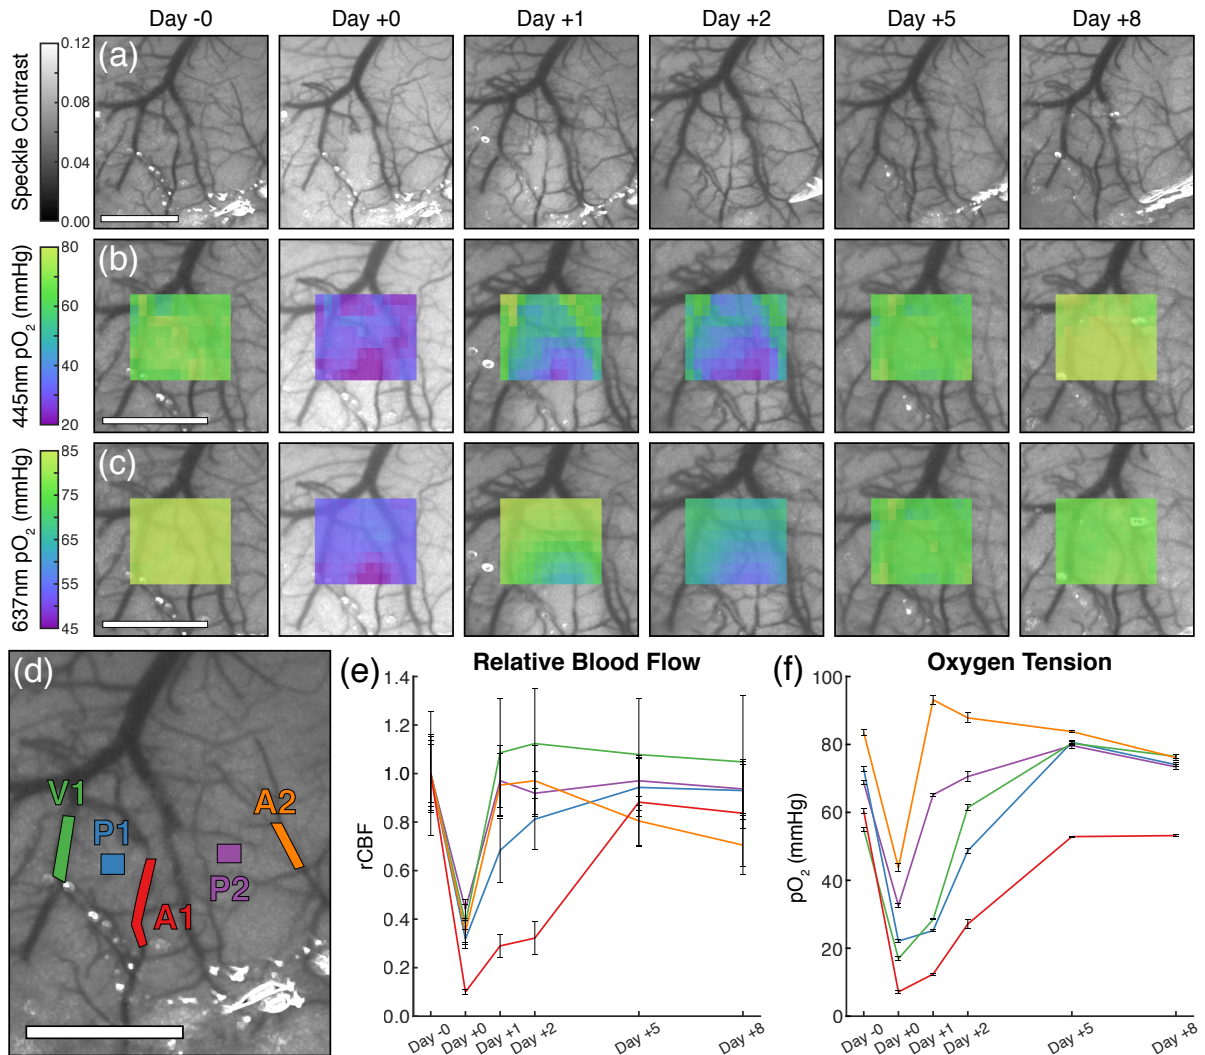 Day -0 Day +0 Day +1 Day +2 Day +5 Day +8
Speckle Contrast
0.12
0.08
0.04
0.00
(a)
445nm pO2 (mmHg)
80
60
40
20
(b)
637nm pO2 (mmHg)
85
75
65
55
45
(c)
(d)
V1
P1
A2
P2
A1
(e)
Relative Blood Flow
rCBF
1.4
1.2
1.0
0.8
0.6
0.4
0.2
0.0
Day -0 Day +0 Day +1 Day +2 Day +5 Day +8
(f)
Oxygen Tension
pO2 (mmHg)
100
80
60
40
20
0
Day -0 Day +0 Day +1 Day +2 Day +5 Day +8